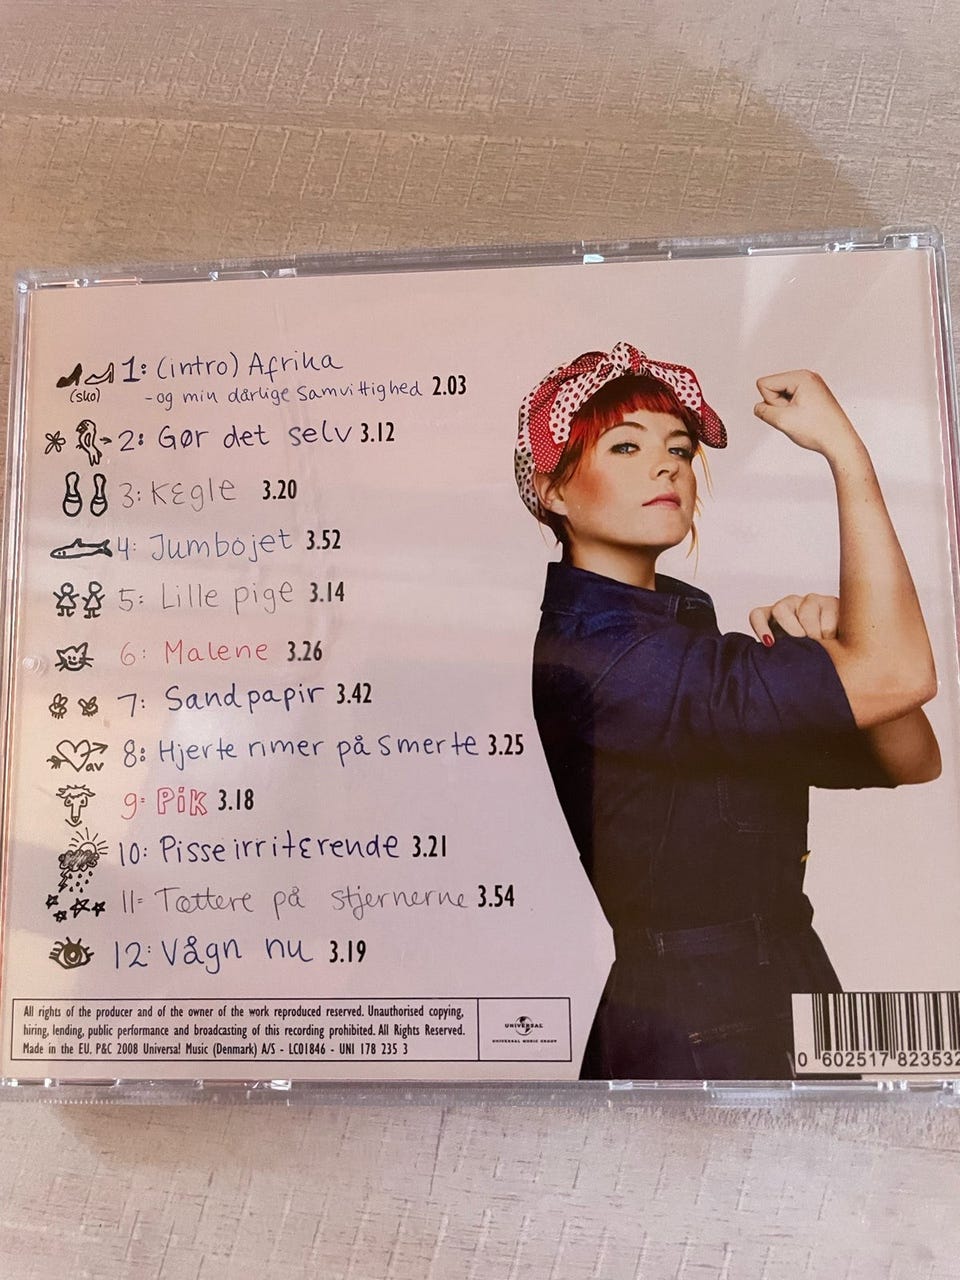 1: (intro) Afrika
(sko) -og min dårlige Samvittighed 2.03
2: Gør det selv 3.12
3: Kegle 3.20
4: Jumbojet 3.52
5: Lille pige 3.14
6: Malene 3.26
7: Sandpapir 3.42
av 8: Hjerte rimer på smerte 3.25
9: Pik 3.18
10: Pisseirriterende 3.21
11: Tættere på stjernerne 3.54
12: Vågn nu 3.19
All rights of the producer and of the owner of the work reproduced reserved. Unauthorised copying,
hiring, lending, public performance and broadcasting of this recording prohibited. All Rights Reserved.
Made in the EU. P&C 2008 Universal Music (Denmark) A/S - LC01846 - UNI 178 235 3
UNIVERSAL
UNIVERSAL MUSIC GROUP
0 602517 823532